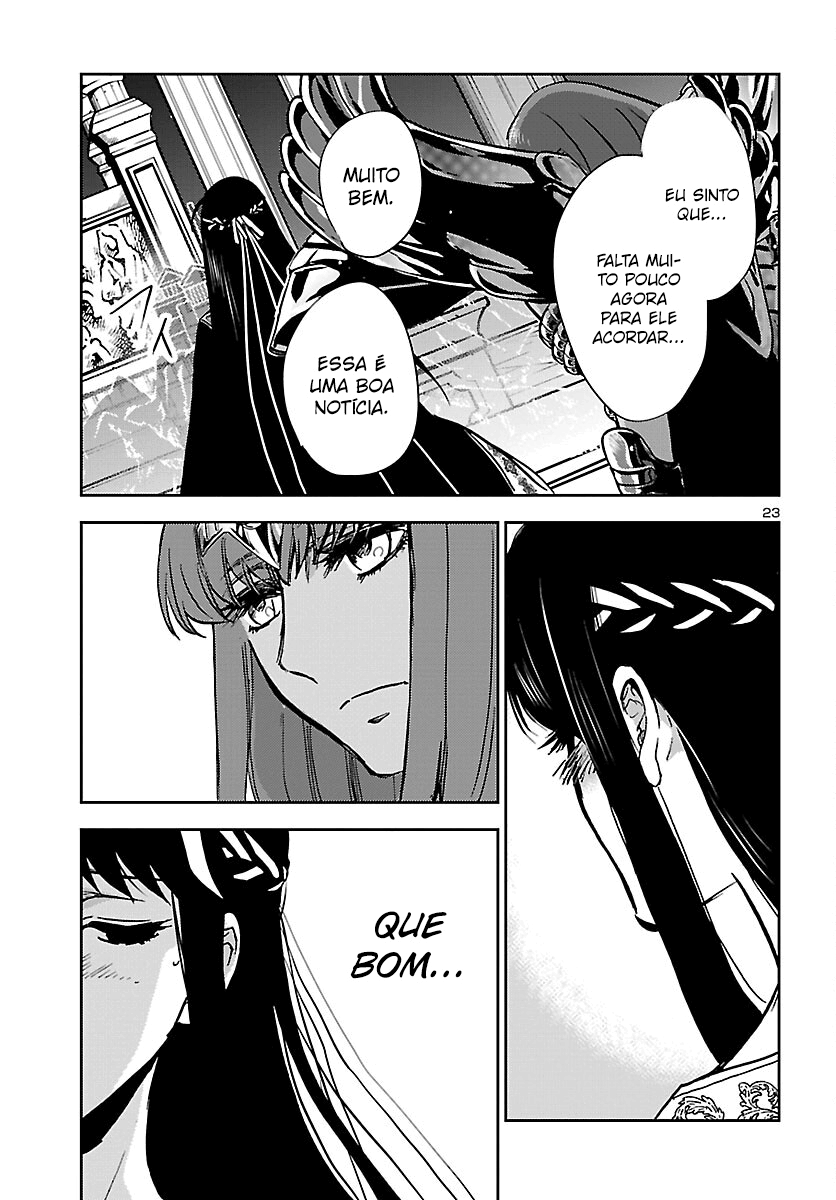 EU SINTO
QUE...
FALTA MUI-
TO POUCO
AGORA
PARA ELE
ACORDAR...
MUITO
BEM.
ESSA É
UMA BOA
NOTÍCIA.
23
QUE
BOM...